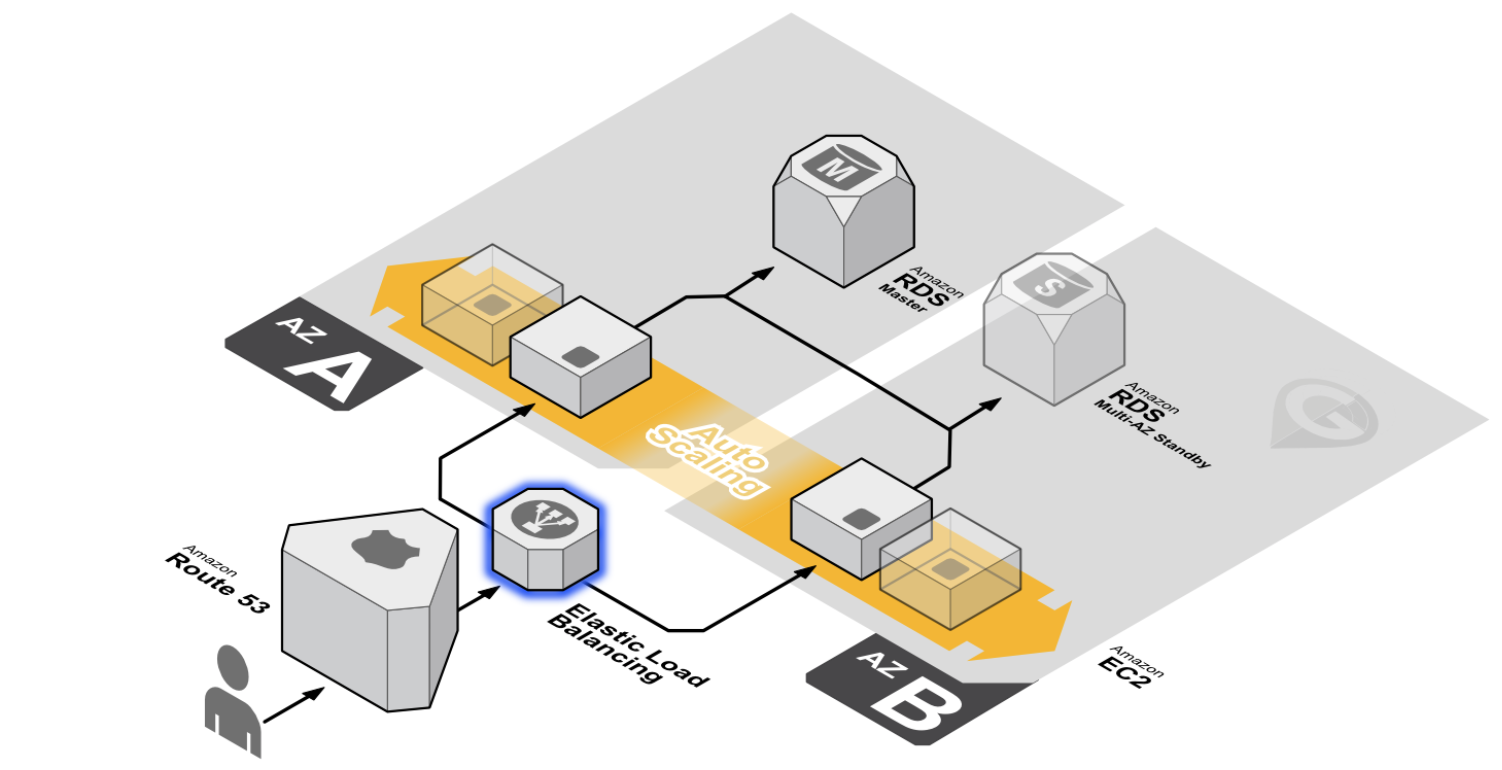 M
Amazon
RDS
Master
S
Amazon
RDS
Multi-AZ Standby
G
AZ
A
Auto
Scaling
Amazon
Route 53
Elastic Load
Balancing
AZ
B
Amazon
EC2